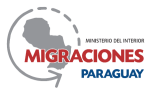 MINISTERIO DEL INTERIOR
MIGRACIONES
PARAGUAY